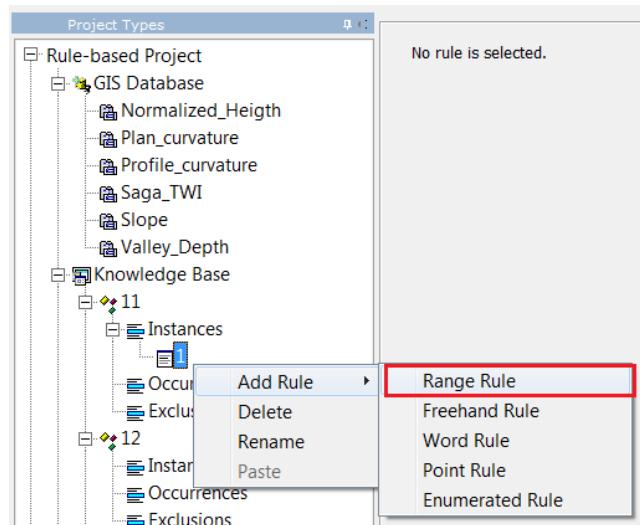 Project Types
No rule is selected.
Rule-based Project
GIS Database
Normalized_Heigth
Plan_curvature
Profile_curvature
Saga_TWI
Slope
Valley_Depth
Knowledge Base
11
Instances
1
Occur
Exclus
12
Instan
Occurrences
Exclusions
Add Rule
Delete
Rename
Paste
Range Rule
Freehand Rule
Word Rule
Point Rule
Enumerated Rule